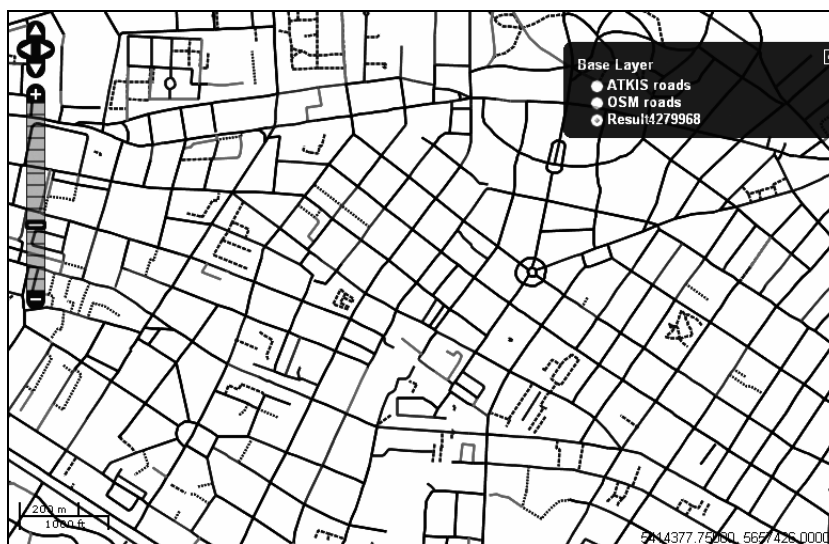 Base Layer
ATKIS roads
OSM roads
Result4279968
+
200 m
1000 ft
5414377.75000, 5657426.0000